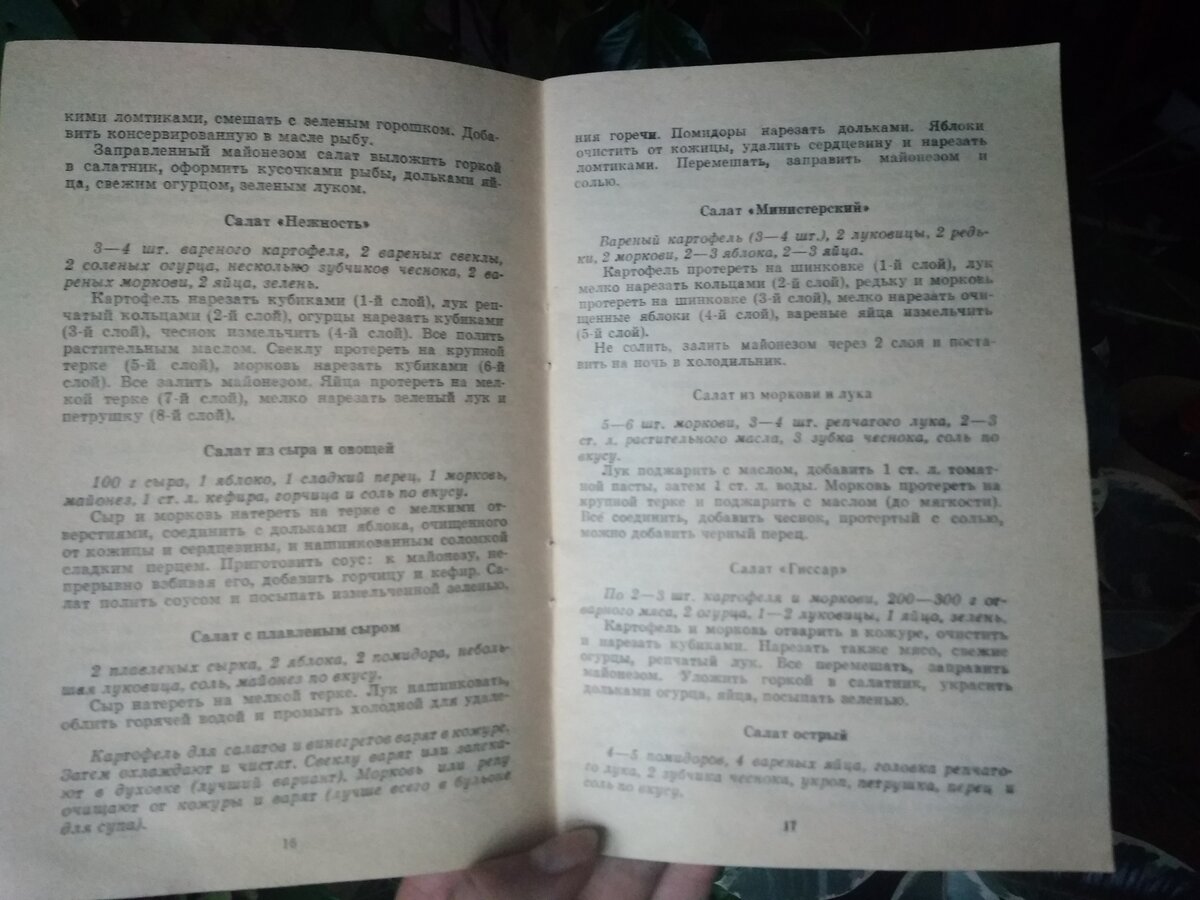 кими ломтиками, смешать с зеленым горошком. Доба-
вить консервированную в масле рыбу.
Заправленный майонезом салат выложить горкой
в салатник, оформить кусочками рыбы, дольками яй-
ца, свежим огурцом, зеленым луком.
Салат «Нежность»
3—4 шт. вареного картофеля, 2 вареных свеклы,
2 соленых огурца, несколько зубчиков чеснока, 2 ва-
реных моркови, 2 яйца, зелень.
Картофель нарезать кубиками (1-й слой), лук реп-
чатый кольцами (2-й слой), огурцы нарезать кубиками
(3-й слой), чеснок измельчить (4-й слой). Все полить
растительным маслом. Свеклу протереть на крупной
терке (5-й слой), морковь нарезать кубиками (6-й
слой). Все залить майонезом. Яйца протереть на мел-
кой терке (7-й слой), мелко нарезать зеленый лук и
петрушку (8-й слой).
Салат из сыра и овощей
100 г сыра, 1 яблоко, 1 сладкий перец, 1 морковь,
майонез, 1 ст. л. кефира, горчица и соль по вкусу.
Сыр и морковь натереть на терке с мелкими от-
верстиями, соединить с дольками яблока, очищенного
от кожицы и сердцевины, и нашинкованным соломкой
сладким перцем. Приготовить соус: к майонезу, не-
прерывно взбивая его, добавить горчицу и кефир. Са-
лат полить соусом и посыпать измельченной зеленью,
Салат с плавленым сыром
2 плавленых сырка, 2 яблока, 2 помидора, неболь-
шая луковица, соль, майонез по вкусу.
Сыр натереть на мелкой терке. Лук нашинковать,
облить горячей водой и промыть холодной для удале-
Картофель для салатов и винегретов варят в кожуре.
Затем охлаждают и чистят. Свеклу варят или запека-
ют в духовке (лучший вариант). Морковь или репу
очищают от кожуры и варят (лучше всего в бульоне
для супа).
16
ния горечи. Помидоры нарезать дольками. Яблоки
очистить от кожицы, удалить сердцевину и нарезать
ломтиками. Перемешать, заправить майонезом и
солью.
Салат «Министерский»
Вареный картофель (3—4 шт.), 2 луковицы, 2 редь-
ки, 2 моркови, 2—3 яблока, 2—3 яйца.
Картофель протереть на шинковке (1-й слой), лук
мелко нарезать кольцами (2-й слой), редьку и морковь
протереть на шинковке (3-й слой), мелко нарезать очи-
щенные яблоки (4-й слой), вареные яйца измельчить
(5-й слой).
Не солить, залить майонезом через 2 слоя и поста-
вить на ночь в холодильник.
Салат из моркови и лука
5—6 шт. моркови, 3—4 шт. репчатого лука, 2—3
ст. л. растительного масла, 3 зубка чеснока, соль по
вкусу.
Лук поджарить с маслом, добавить 1 ст. л. томат-
ной пасты, затем 1 ст. л. воды. Морковь протереть на
крупной терке и поджарить с маслом (до мягкости).
Всё соединить, добавить чеснок, протертый с солью,
можно добавить черный перец.
Салат «Гиссар»
По 2—3 шт. картофеля и моркови, 200—300 г от-
варного мяса, 2 огурца, 1—2 луковицы, 1 яйцо, зелень.
Картофель и морковь отварить в кожуре, очистить
и нарезать кубиками. Нарезать также мясо, свежие
огурцы, репчатый лук. Все перемешать, заправить
майонезом. Уложить горкой в салатник, украсить
дольками огурца, яйца, посыпать зеленью.
Салат острый
4—5 помидоров, 4 вареных яйца, головка репчато-
го лука, 2 зубчика чеснока, укроп, петрушка, перец и
соль по вкусу.
17